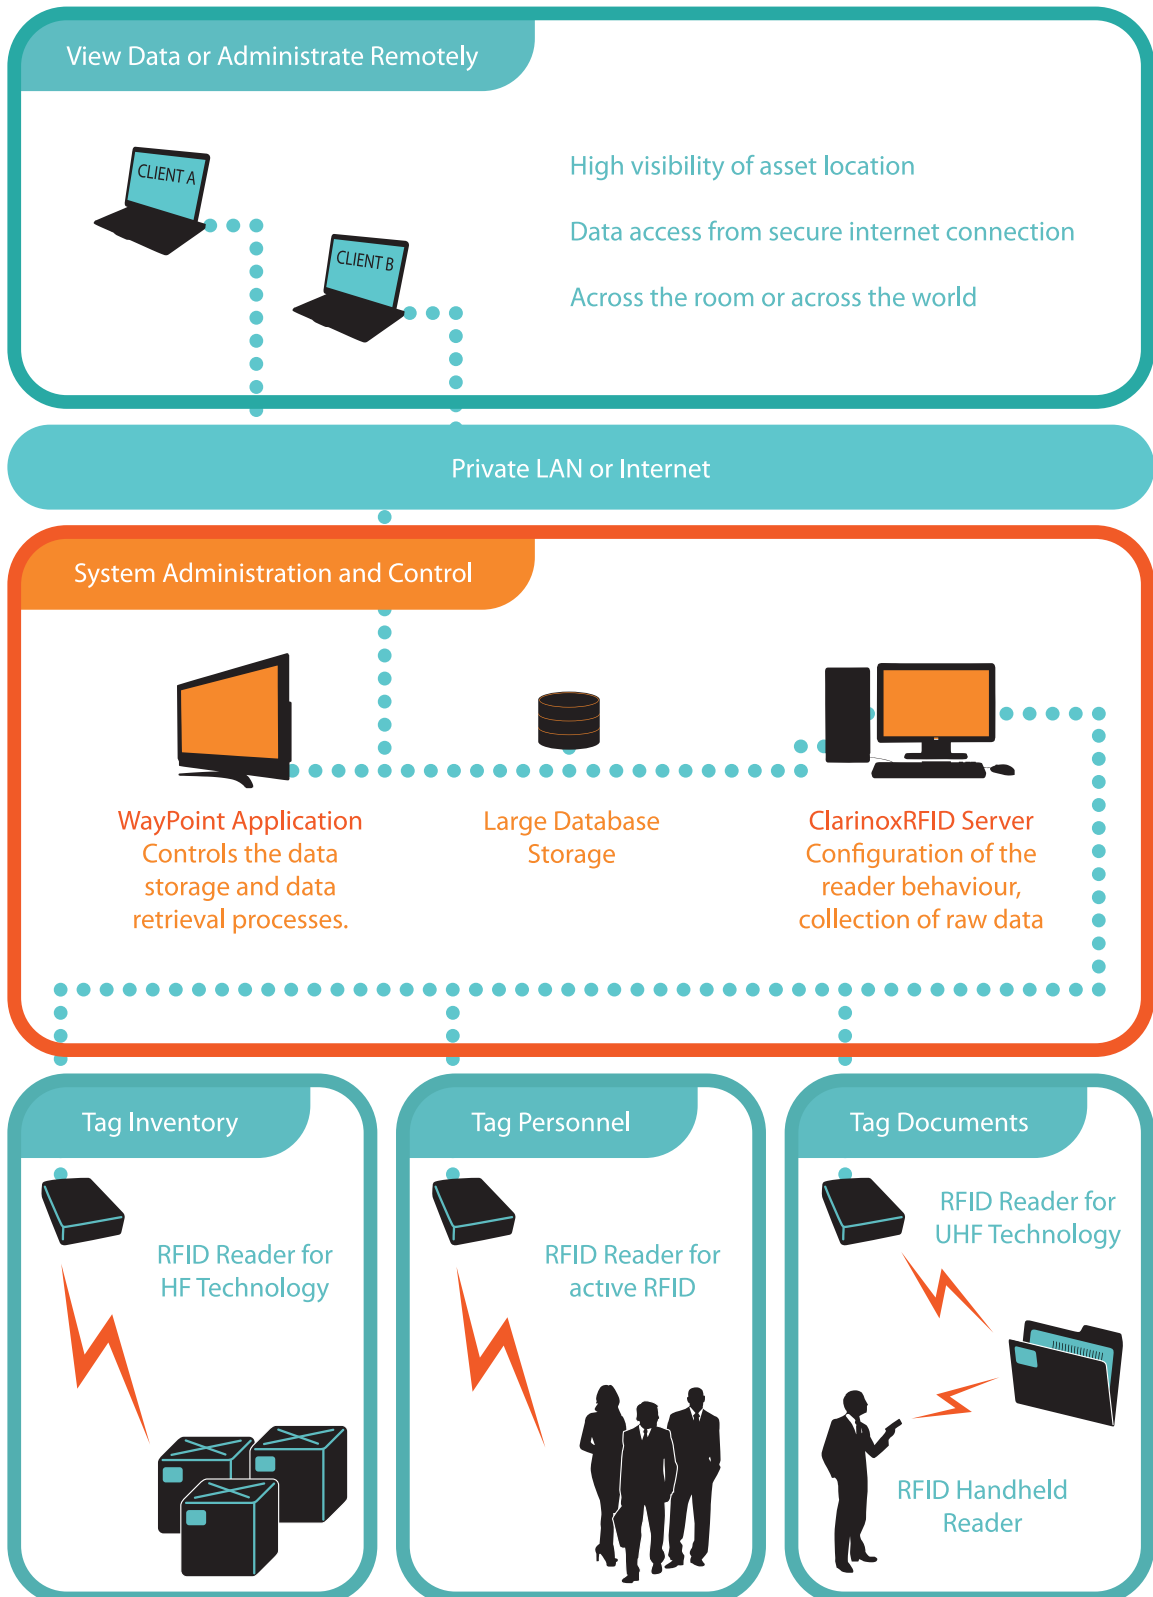 View Data or Administrate Remotely
CLIENT A
CLIENT B
High visibility of asset location
Data access from secure internet connection
Across the room or across the world
Private LAN or Internet
System Administration and Control
WayPoint Application
Controls the data
storage and data
retrieval processes.
Large Database
Storage
ClarinoxRFID Server
Configuration of the
reader behaviour,
collection of raw data
Tag Inventory
RFID Reader for
HF Technology
Tag Personnel
RFID Reader for
active RFID
Tag Documents
RFID Reader for
UHF Technology
RFID Handheld
Reader